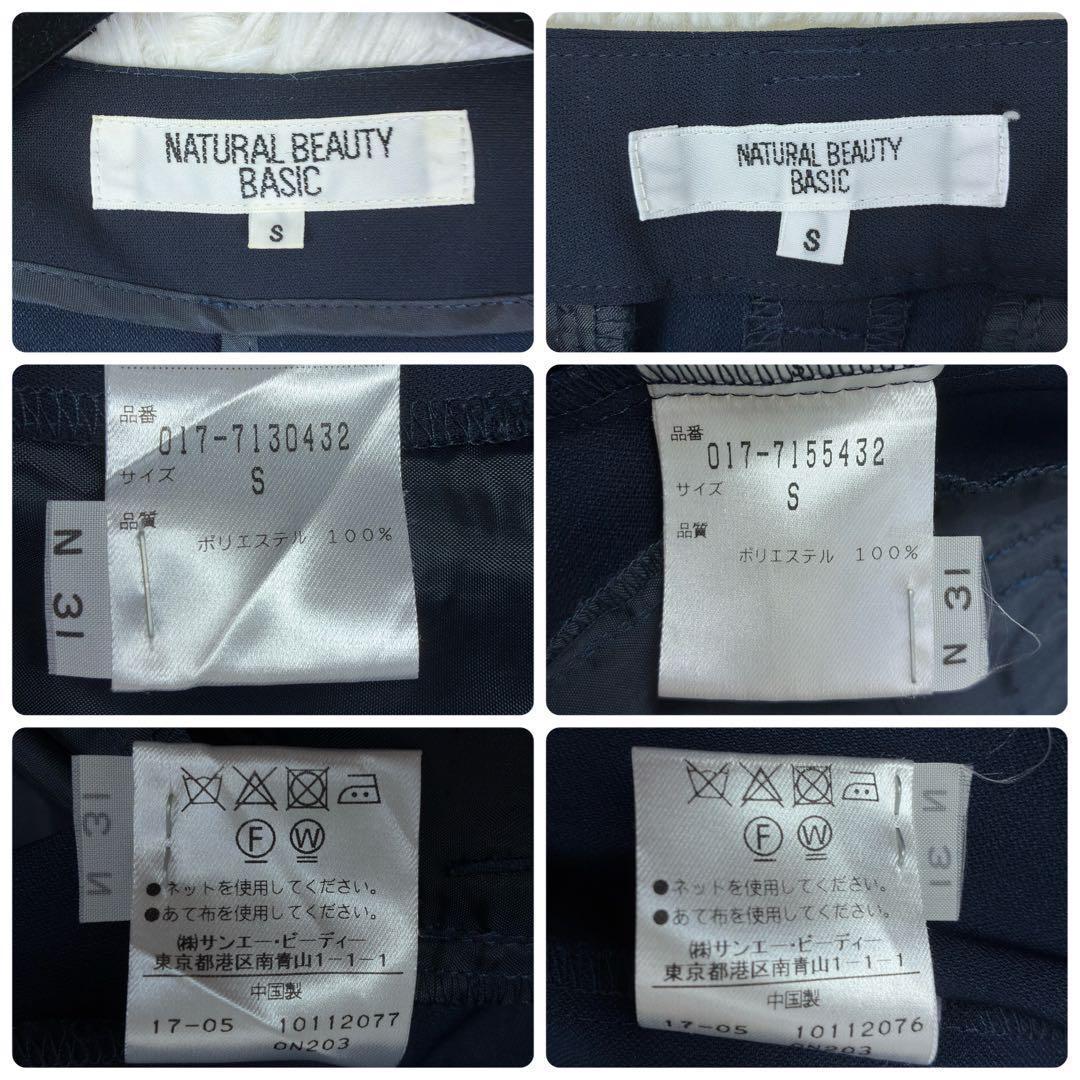 NATURAL BEAUTY
BASIC
S
NATURAL BEAUTY
BASIC
S
品番
017-7130432
サイズ
S
品質
ポリエステル 100%
N 31
品番
017-7155432
サイズ
S
品質
ポリエステル 100%
N 31
N 31
F W
●ネットを使用してください。
●あて布を使用してください。
㈱サンエー・ビーディー
東京都港区南青山1-1-1
中国製
17-05 10112077
ON203
N 31
F W
●ネットを使用してください。
●あて布を使用してください。
㈱サンエー・ビーディー
東京都港区南青山1-1-1
中国製
17-05 10112076
ON203